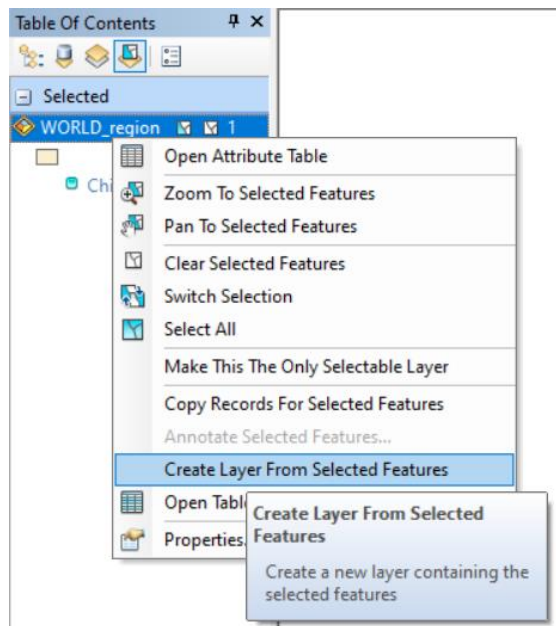 Table Of Contents
Selected
WORLD_region 1
Chi
Open Attribute Table
Zoom To Selected Features
Pan To Selected Features
Clear Selected Features
Switch Selection
Select All
Make This The Only Selectable Layer
Copy Records For Selected Features
Annotate Selected Features...
Create Layer From Selected Features
Open Tabl
Properties.
Create Layer From Selected
Features
Create a new layer containing the
selected features